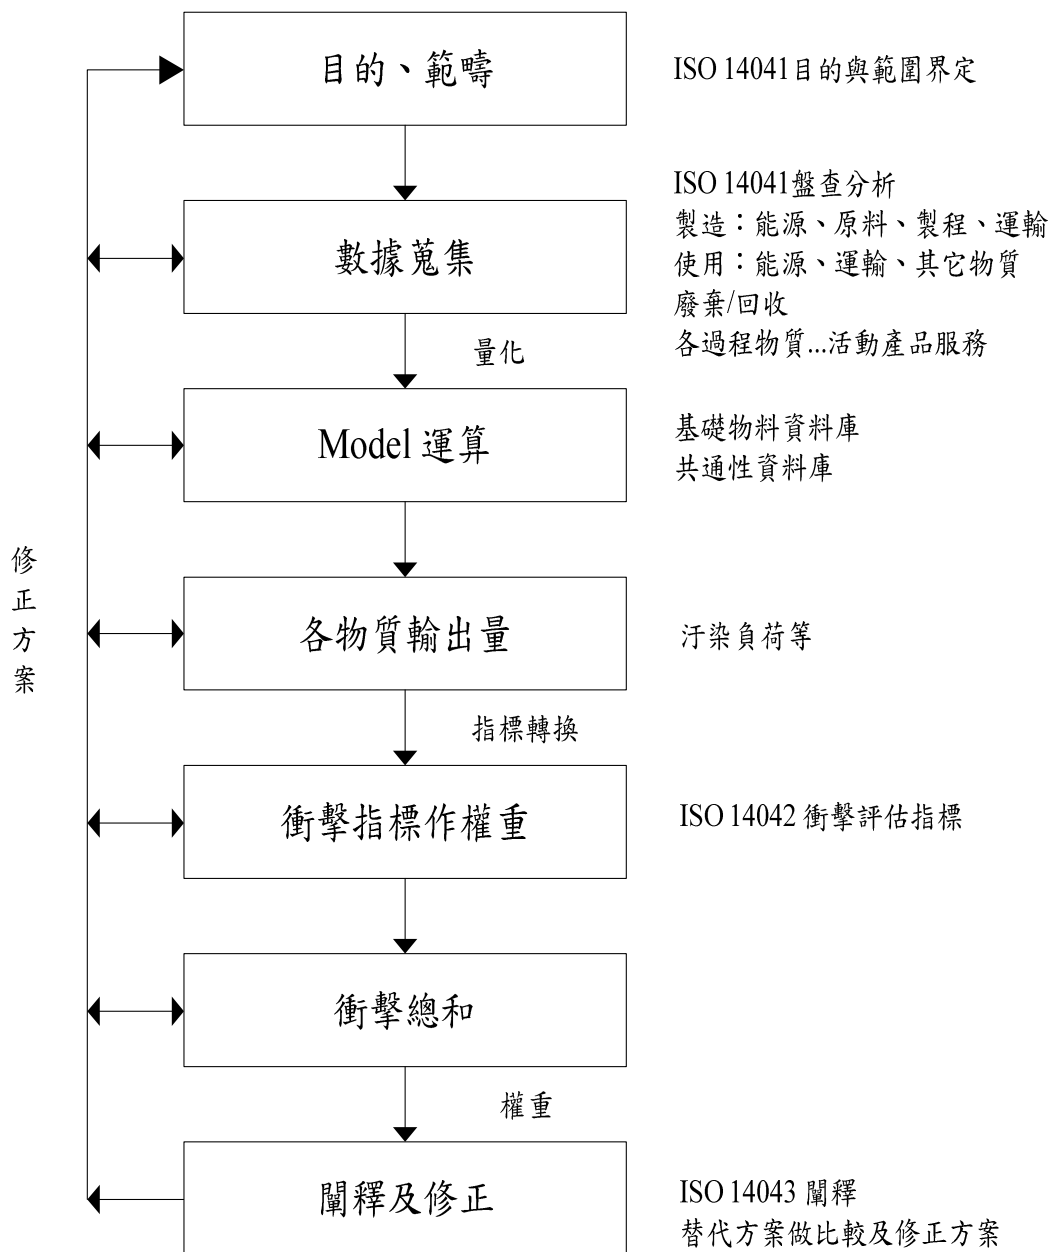 目的、範疇
ISO 14041目的與範圍界定
ISO 14041盤查分析
製造：能源、原料、製程、運輸
使用：能源、運輸、其它物質
廢棄/回收
各過程物質...活動產品服務
數據蒐集
量化
Model 運算
基礎物料資料庫
共通性資料庫
修正方案
各物質輸出量
汙染負荷等
指標轉換
衝擊指標作權重
ISO 14042 衝擊評估指標
衝擊總和
權重
闡釋及修正
ISO 14043 闡釋
替代方案做比較及修正方案